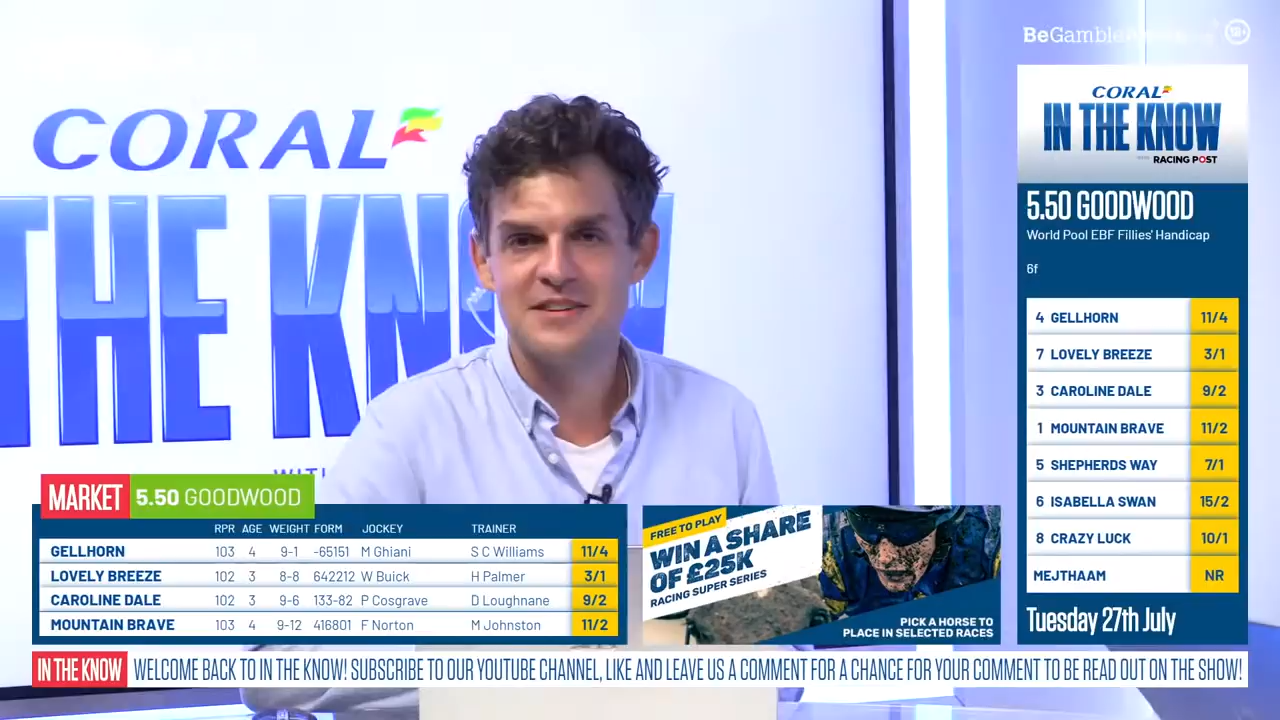 BeGamble
18+
CORAL
IN THE KNOW
WITH RACING POST
5.50 GOODWOOD
World Pool EBF Fillies' Handicap
6f
4 GELLHORN 11/4
7 LOVELY BREEZE 3/1
3 CAROLINE DALE 9/2
1 MOUNTAIN BRAVE 11/2
5 SHEPHERDS WAY 7/1
6 ISABELLA SWAN 15/2
8 CRAZY LUCK 10/1
MEJTHAAM NR
Tuesday 27th July
CORAL
THE KN
WITH
MARKET 5.50 GOODWOOD
RPR AGE WEIGHT FORM JOCKEY TRAINER
GELLHORN 103 4 9-1 -65151 M Ghiani S C Williams 11/4
LOVELY BREEZE 102 3 8-8 642212 W Buick H Palmer 3/1
CAROLINE DALE 102 3 9-6 133-82 P Cosgrave D Loughnane 9/2
MOUNTAIN BRAVE 103 4 9-12 416801 F Norton M Johnston 11/2
FREE TO PLAY
WIN A SHARE
OF £25K
RACING SUPER SERIES
PICK A HORSE TO
PLACE IN SELECTED RACES
IN THE KNOW WELCOME BACK TO IN THE KNOW! SUBSCRIBE TO OUR YOUTUBE CHANNEL, LIKE AND LEAVE US A COMMENT FOR A CHANCE FOR YOUR COMMENT TO BE READ OUT ON THE SHOW!